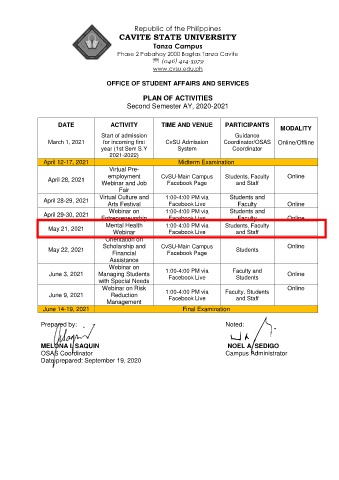 Republic of the Philippines
CAVITE STATE UNIVERSITY
Tanza Campus
Phase 2 Pabahay 2000 Bagtas Tanza Cavite
☎ (046) 414-3979
www.cvsu.edu.ph
OFFICE OF STUDENT AFFAIRS AND SERVICES
PLAN OF ACTIVITIES
Second Semester AY, 2020-2021
DATE ACTIVITY TIME AND VENUE PARTICIPANTS MODALITY
March 1, 2021
Start of admission
for incoming first
year (1st Sem S.Y
2021-2022)
CvSU Admission
System
Guidance
Coordinator/OSAS
Coordinator
Online/Offline
April 12-17, 2021 Midterm Examination
April 28, 2021
Virtual Pre-
employment
Webinar and Job
Fair
CvSU-Main Campus
Facebook Page
Students, Faculty
and Staff
Online
April 28-29, 2021
Virtual Culture and
Arts Festival
1:00-4:00 PM via
Facebook Live
Students and
Faculty
Online
April 29-30, 2021
Webinar on
Entrepreneurship
1:00-4:00 PM via
Facebook Live
Students and
Faculty
Online
May 21, 2021
Mental Health
Webinar
1:00-4:00 PM via
Facebook Live
Students, Faculty
and Staff
May 22, 2021
Orientation on
Scholarship and
Financial
Assistance
CvSU-Main Campus
Facebook Page
Students
Online
June 3, 2021
Webinar on
Managing Students
with Special Needs
1:00-4:00 PM via
Facebook Live
Faculty and
Students
Online
June 9, 2021
Webinar on Risk
Reduction
Management
1:00-4:00 PM via
Facebook Live
Faculty, Students
and Staff
Online
June 14-19, 2021 Final Examination
Prepared by: Noted:
MELONA I. SAQUIN NOEL A. SEDIGO
OSAS Coordinator Campus Administrator
Date prepared: September 19, 2020